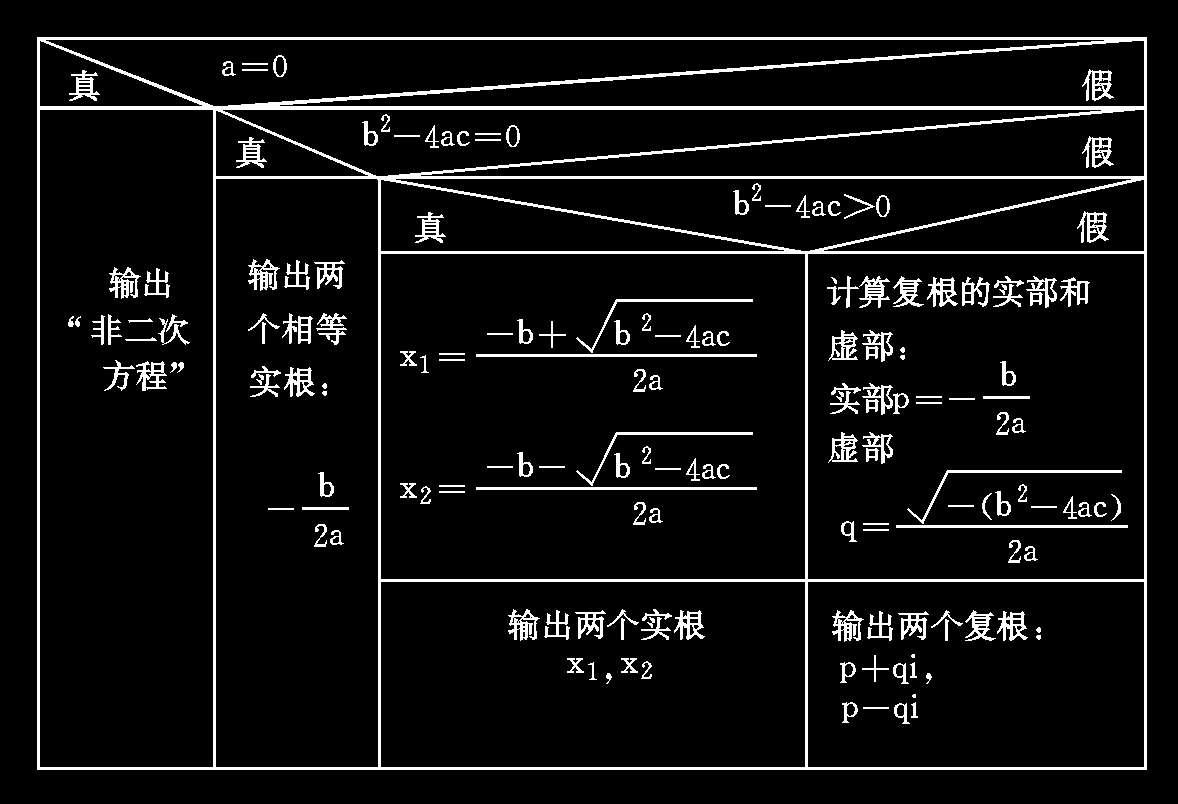 a=0
真
假
b²-4ac=0
真
假
b²-4ac>0
真
假
输出
“非二次
方程”
输出两
个相等
实根：
-b/2a
x₁=(-b+√(b²-4ac))/2a
x₂=(-b-√(b²-4ac))/2a
计算复根的实部和
虚部：
实部p=-b/2a
虚部
q=√(-(b²-4ac))/2a
输出两个实根
x₁,x₂
输出两个复根：
p+qi,
p-qi